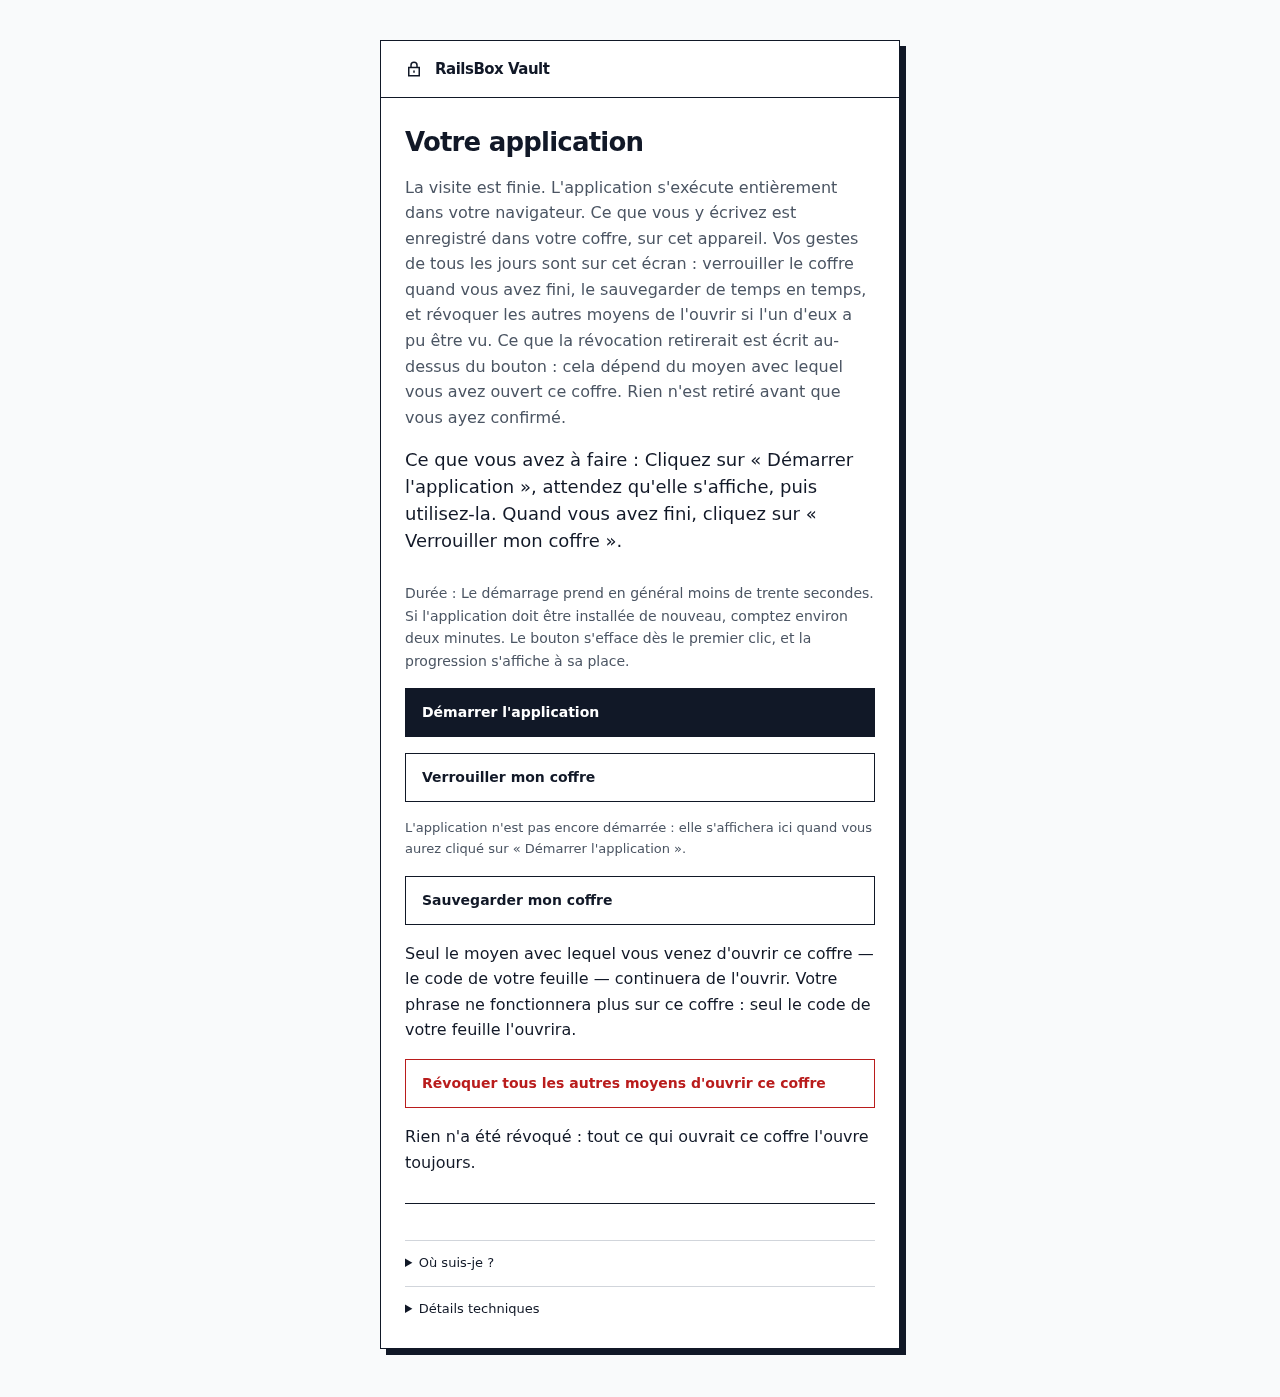 RailsBox Vault
Votre application
La visite est finie. L'application s'exécute entièrement
dans votre navigateur. Ce que vous y écrivez est
enregistré dans votre coffre, sur cet appareil. Vos gestes
de tous les jours sont sur cet écran : verrouiller le coffre
quand vous avez fini, le sauvegarder de temps en temps,
et révoquer les autres moyens de l'ouvrir si l'un d'eux a
pu être vu. Ce que la révocation retirerait est écrit au-
dessus du bouton : cela dépend du moyen avec lequel
vous avez ouvert ce coffre. Rien n'est retiré avant que
vous ayez confirmé.
Ce que vous avez à faire : Cliquez sur « Démarrer
l'application », attendez qu'elle s'affiche, puis
utilisez-la. Quand vous avez fini, cliquez sur «
Verrouiller mon coffre ».
Durée : Le démarrage prend en général moins de trente secondes.
Si l'application doit être installée de nouveau, comptez environ
deux minutes. Le bouton s'efface dès le premier clic, et la
progression s'affiche à sa place.
Démarrer l'application
Verrouiller mon coffre
L'application n'est pas encore démarrée : elle s'affichera ici quand vous
aurez cliqué sur « Démarrer l'application ».
Sauvegarder mon coffre
Seul le moyen avec lequel vous venez d'ouvrir ce coffre —
le code de votre feuille — continuera de l'ouvrir. Votre
phrase ne fonctionnera plus sur ce coffre : seul le code de
votre feuille l'ouvrira.
Révoquer tous les autres moyens d'ouvrir ce coffre
Rien n'a été révoqué : tout ce qui ouvrait ce coffre l'ouvre
toujours.
Où suis-je ?
Détails techniques